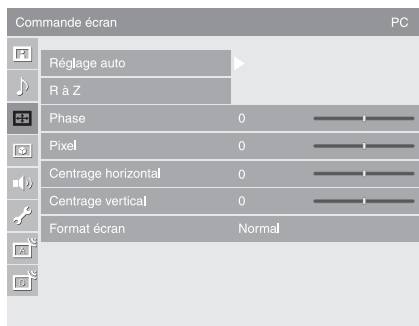 Commande écran PC
Réglage auto
R à Z
Phase 0
Pixel 0
Centrage horizontal 0
Centrage vertical 0
Format écran Normal
A
B